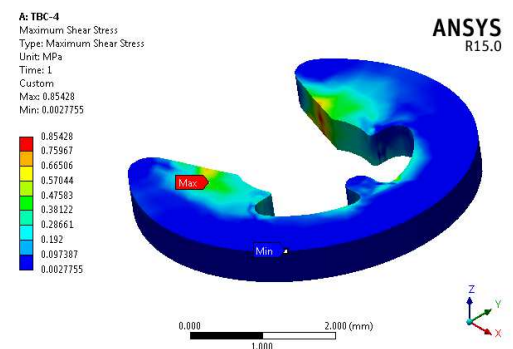 A: TBC-4
Maximum Shear Stress
Type: Maximum Shear Stress
Unit: MPa
Time: 1
Custom
Max: 0.85428
Min: 0.0027755
ANSYS
R15.0
0.85428
0.75967
0.66506
0.57044
0.47583
0.38122
0.28661
0.192
0.097387
0.0027755
Max
Min
0.000
2.000 (mm)
1.000
Z
Y
X